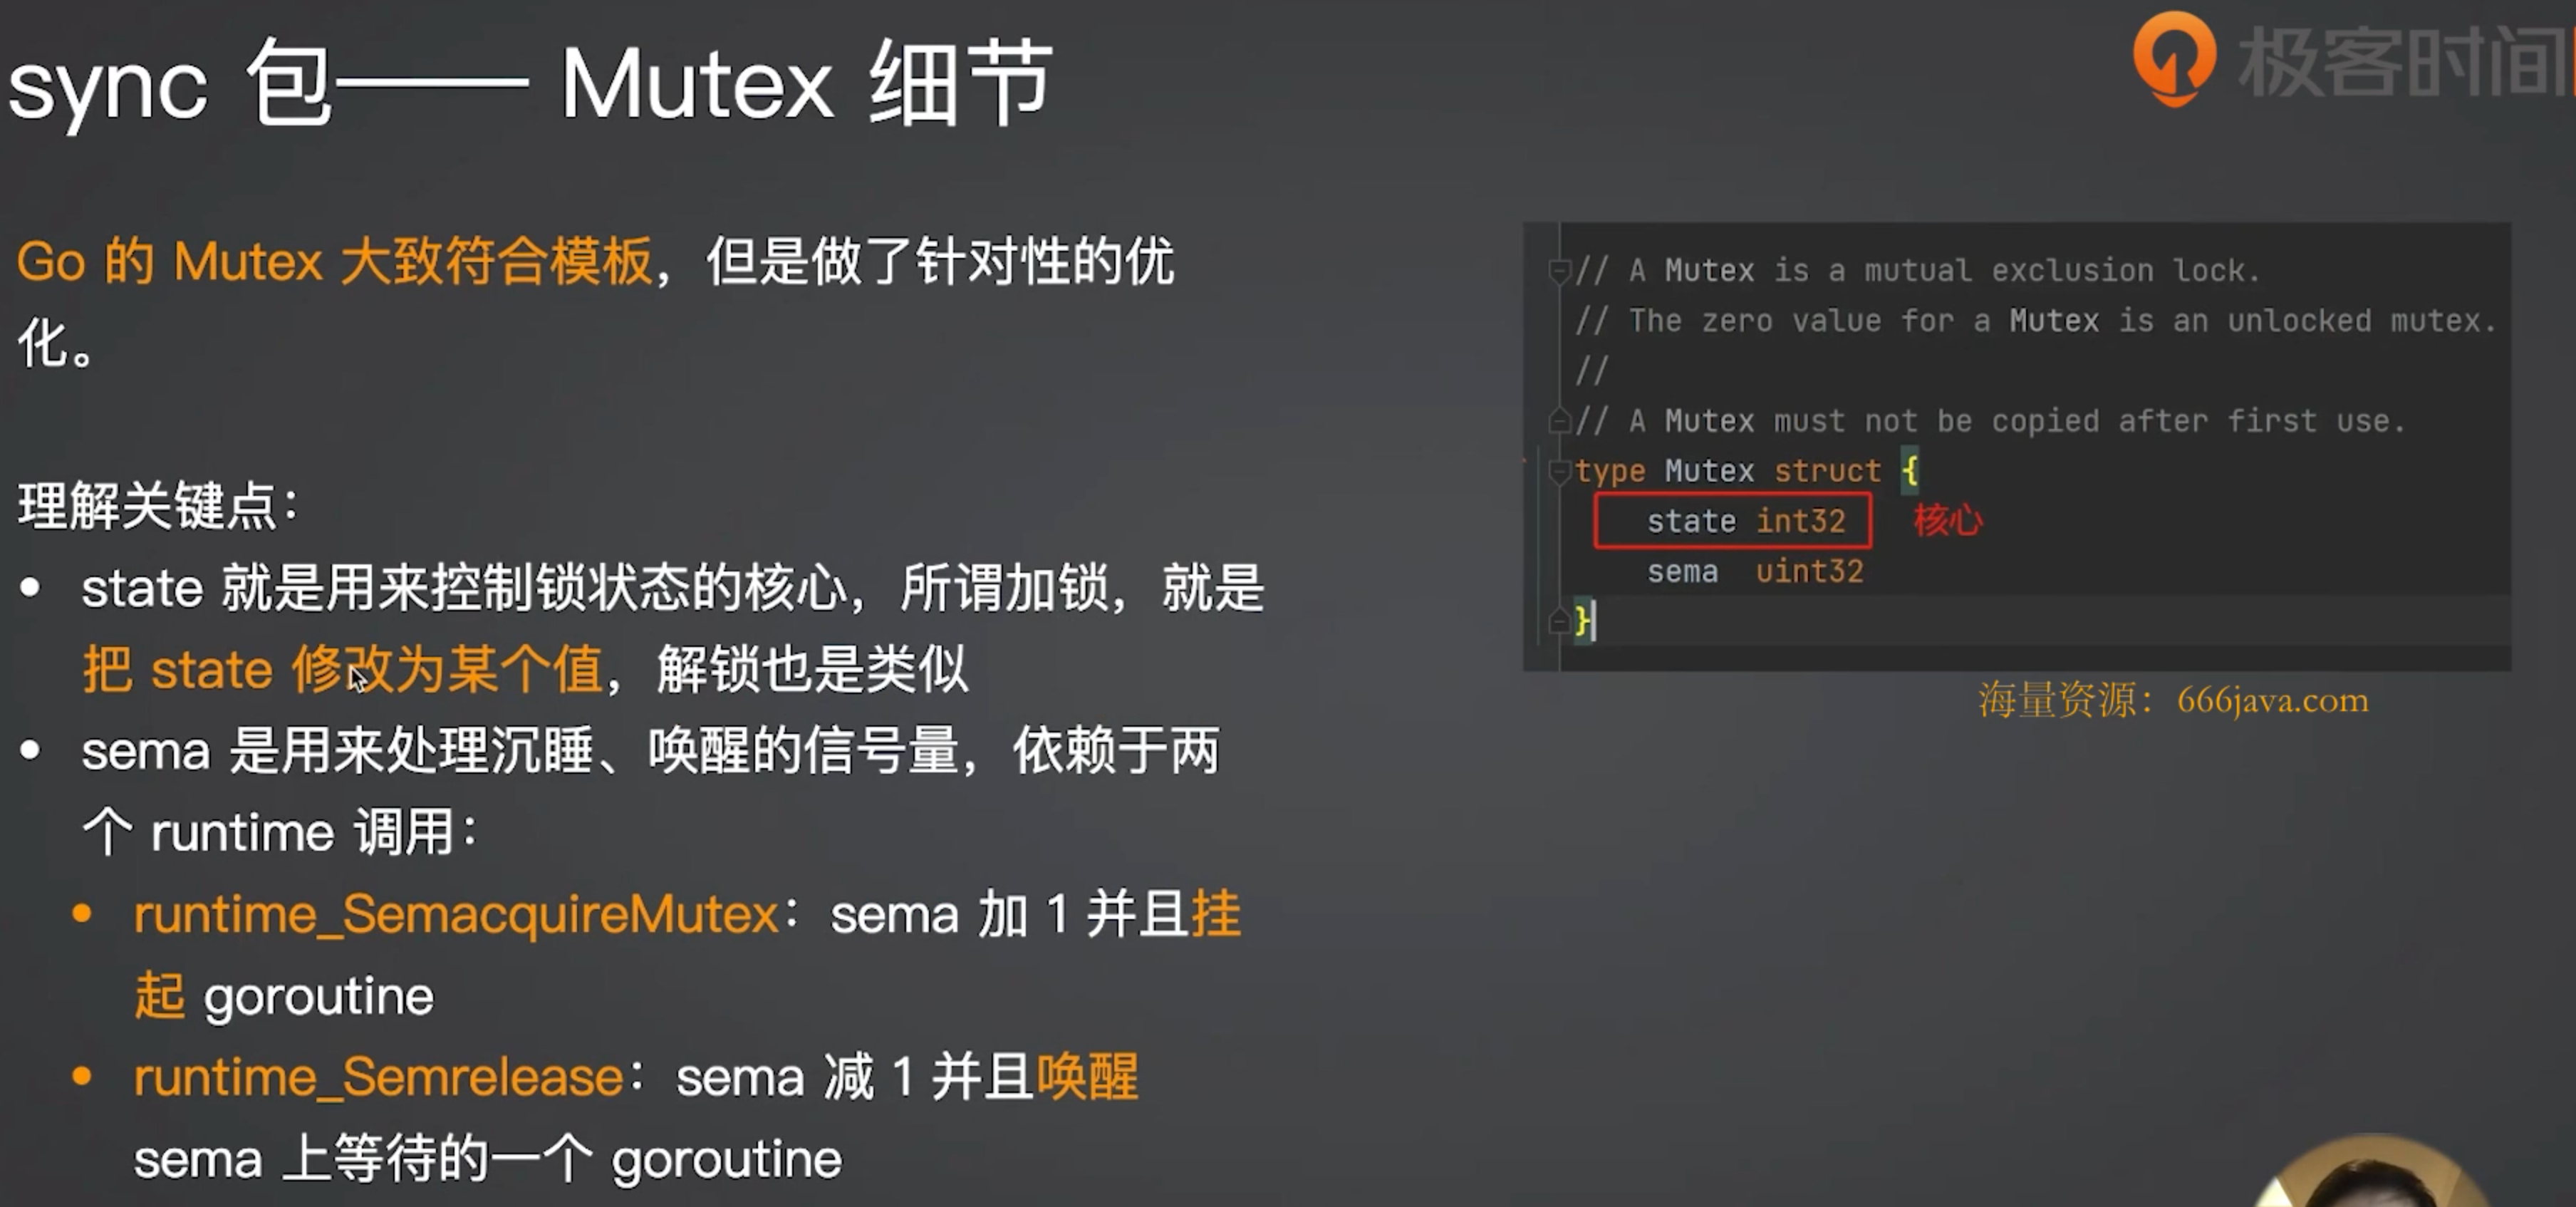 sync 包—— Mutex 细节
极客时间
Go 的 Mutex 大致符合模板，但是做了针对性的优
化。
理解关键点：
• state 就是用来控制锁状态的核心，所谓加锁，就是
把 state 修改为某个值，解锁也是类似
• sema 是用来处理沉睡、唤醒的信号量，依赖于两
个 runtime 调用：
• runtime_SemacquireMutex：sema 加 1 并且挂
起 goroutine
• runtime_Semrelease：sema 减 1 并且唤醒
sema 上等待的一个 goroutine
// A Mutex is a mutual exclusion lock.
// The zero value for a Mutex is an unlocked mutex.
//
// A Mutex must not be copied after first use.
type Mutex struct {
state int32 核心
sema uint32
}
海量资源：666java.com